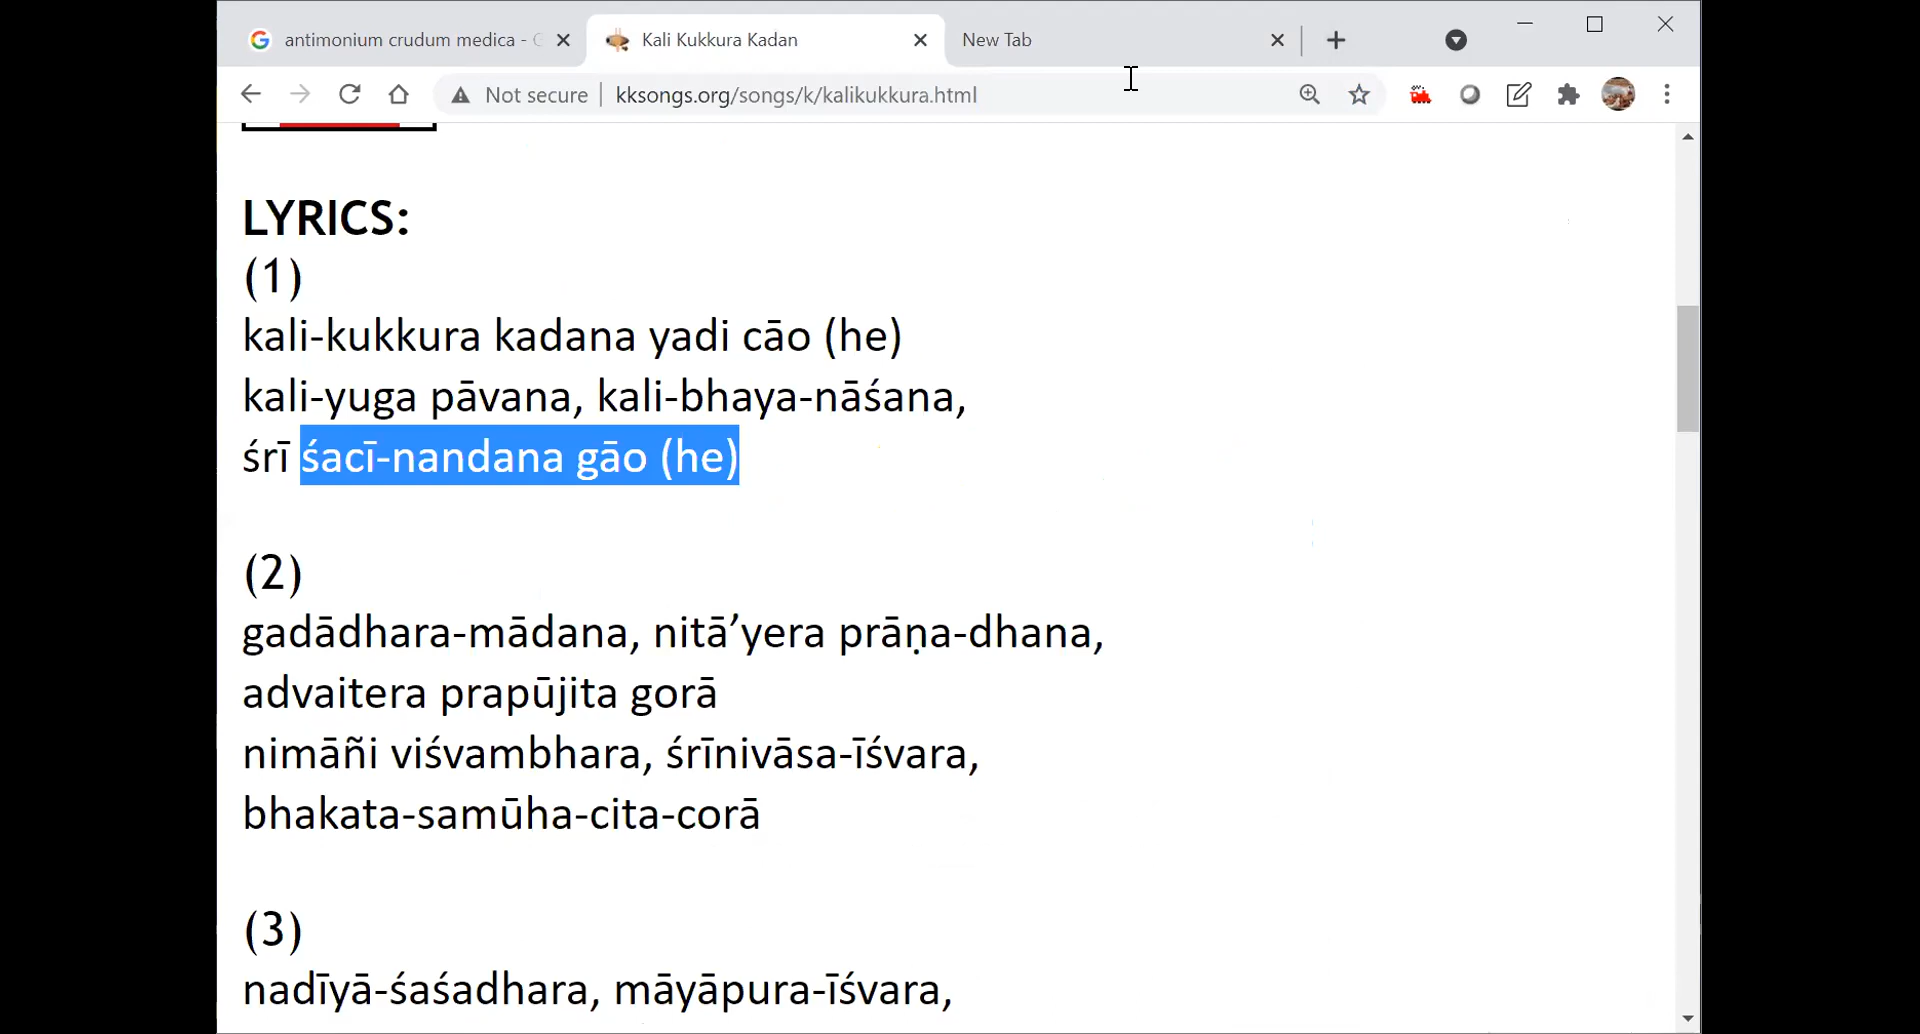 antimonium crudum medica - G
Kali Kukkura Kadan
New Tab
Not secure
kksongs.org/songs/k/kalikukkura.html
LYRICS:
(1)
kali-kukkura kadana yadi cāo (he)
kali-yuga pāvana, kali-bhaya-nāśana,
śrī śacī-nandana gāo (he)
(2)
gadādhara-mādana, nitā’yera prāṇa-dhana,
advaitera prapūjita gorā
nimāñi viśvambhara, śrīnivāsa-īśvara,
bhakata-samūha-cita-corā
(3)
nadīyā-śaśadhara, māyāpura-īśvara,